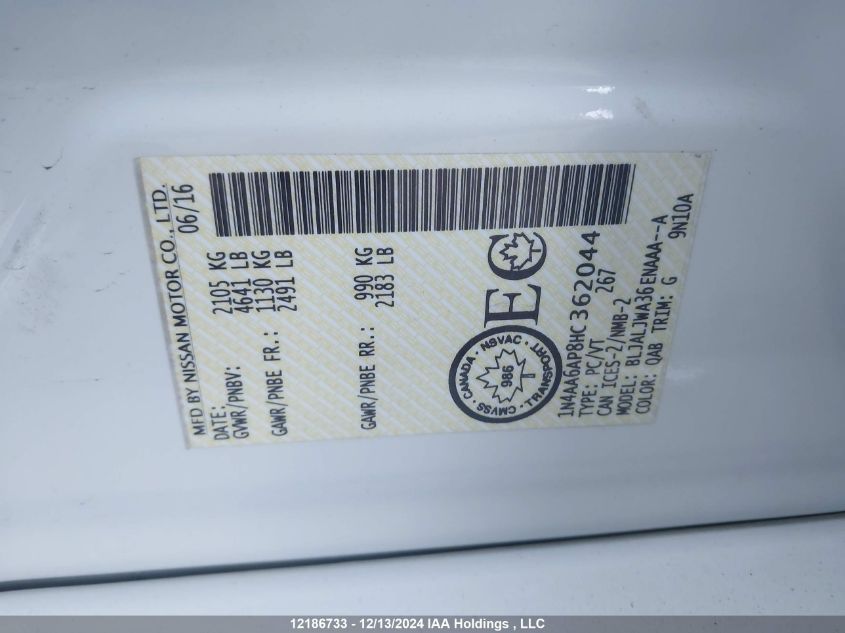 MFD BY NISSAN MOTOR CO., LTD.
DATE: 06/16
GVWR/PNBV: 2105 KG
4641 LB
GAWR/PNBE FR.: 1130 KG
2491 LB
GAWR/PNBE RR.: 990 KG
2183 LB
CANADA · NSVAC · TRANSPORT · CMVSS ·
986
EC
1N4AA6AP8HC362044
TYPE: PC/VT 267
CAN ICES-2/NMB-2
MODEL: BLJALJWA36ENAAA--A
COLOR: QAB TRIM: G 9N10A
12186733 - 12/13/2024 IAA Holdings , LLC